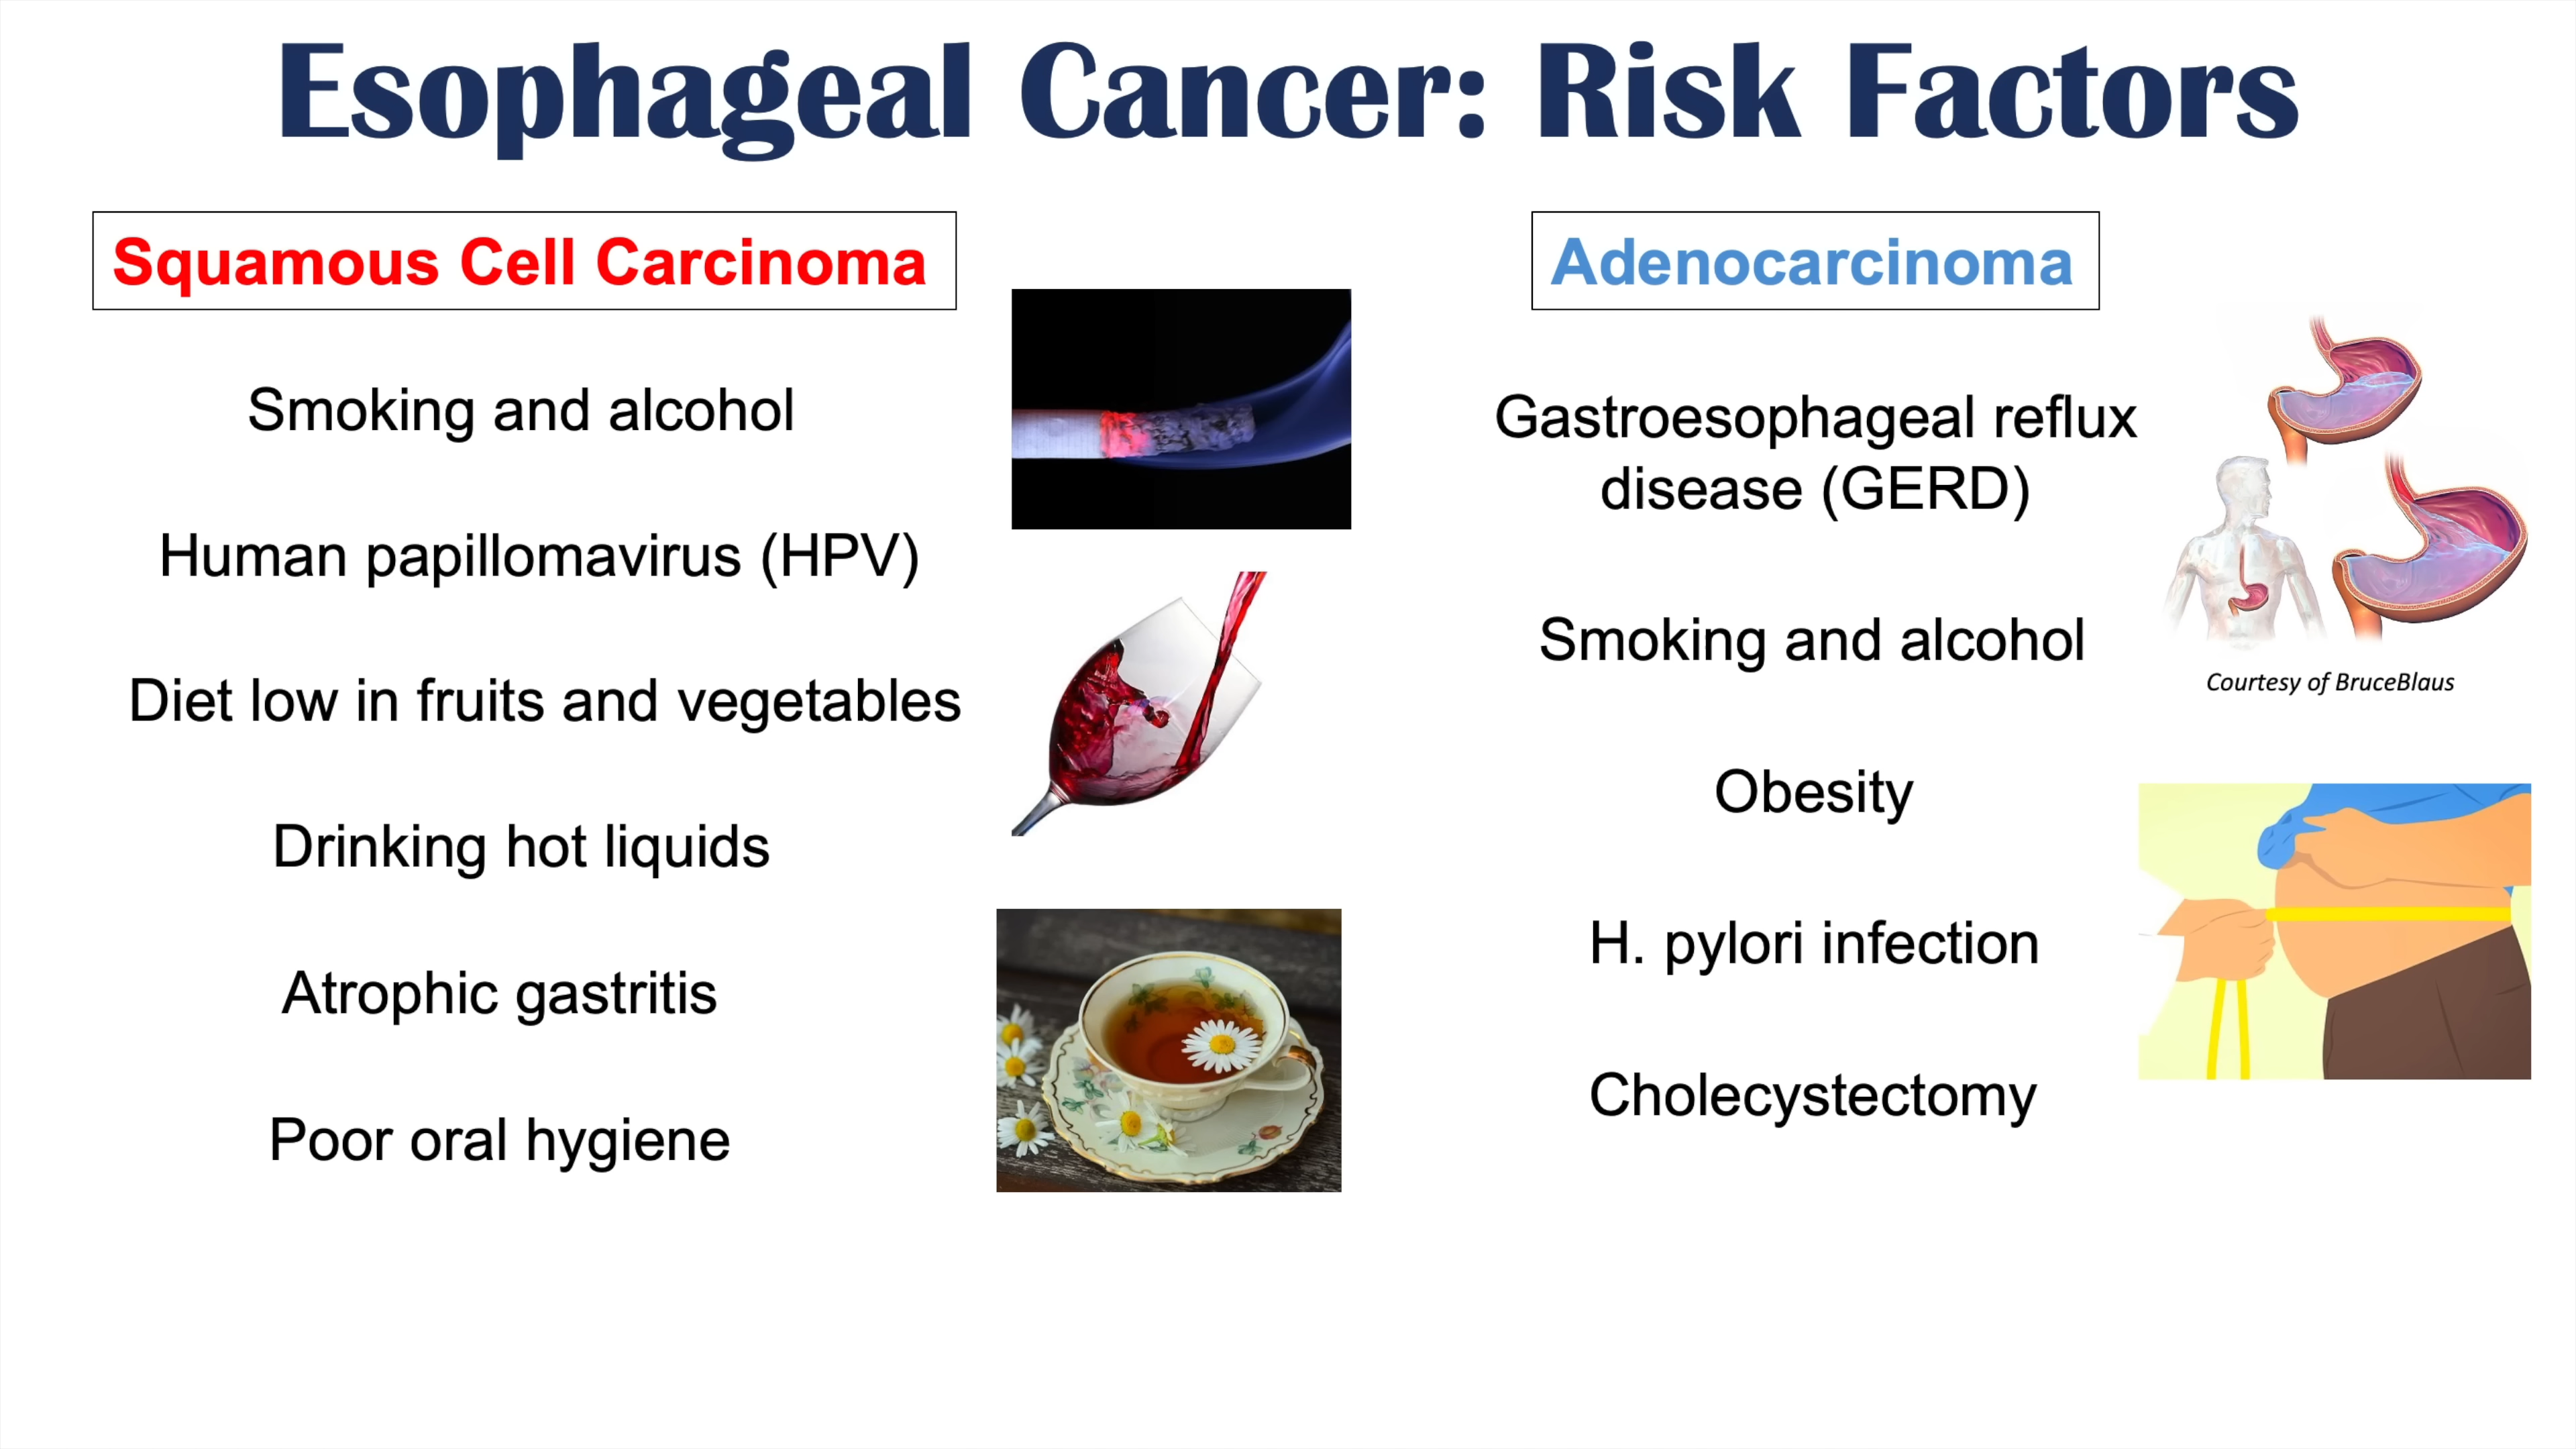 Esophageal Cancer: Risk Factors
Squamous Cell Carcinoma
Smoking and alcohol
Human papillomavirus (HPV)
Diet low in fruits and vegetables
Drinking hot liquids
Atrophic gastritis
Poor oral hygiene
Adenocarcinoma
Gastroesophageal reflux
disease (GERD)
Smoking and alcohol
Obesity
H. pylori infection
Cholecystectomy
Courtesy of BruceBlaus